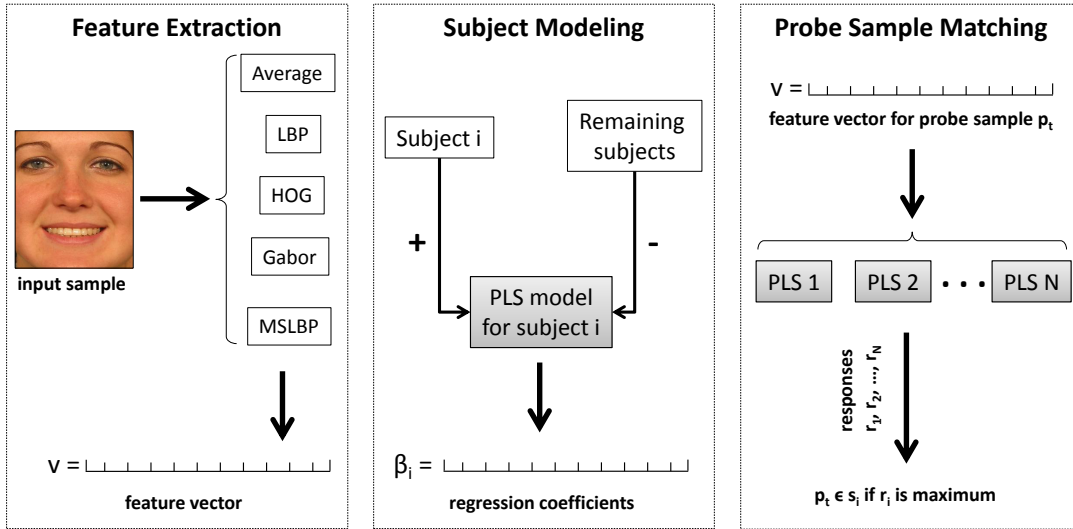 Feature Extraction
Average
LBP
HOG
Gabor
MSLBP
input sample
v =
feature vector
Subject Modeling
Subject i
Remaining
subjects
+
-
PLS model
for subject i
βi =
regression coefficients
Probe Sample Matching
v =
feature vector for probe sample pt
PLS 1
PLS 2
. . .
PLS N
responses
r1, r2, ..., rN
pt ϵ si if ri is maximum